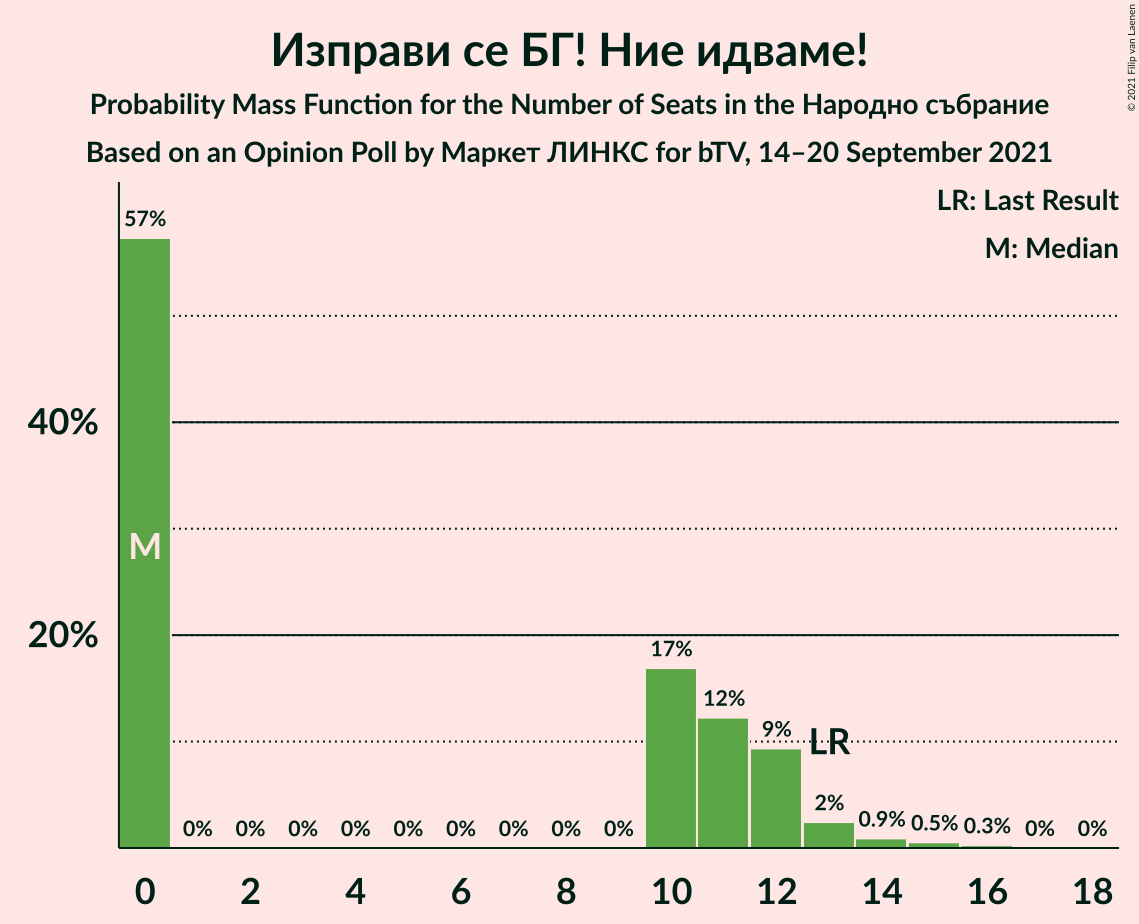 Изправи се БГ! Ние идваме!
Probability Mass Function for the Number of Seats in the Народно събрание
Based on an Opinion Poll by Маркет ЛИНКС for bTV, 14–20 September 2021
© 2021 Filip van Laenen
LR: Last Result
M: Median
57%
40%
M
20%
17%
12%
9%
LR
2%
0% 0% 0% 0% 0% 0% 0% 0% 0% 0.9% 0.5% 0.3% 0% 0%
0 2 4 6 8 10 12 14 16 18